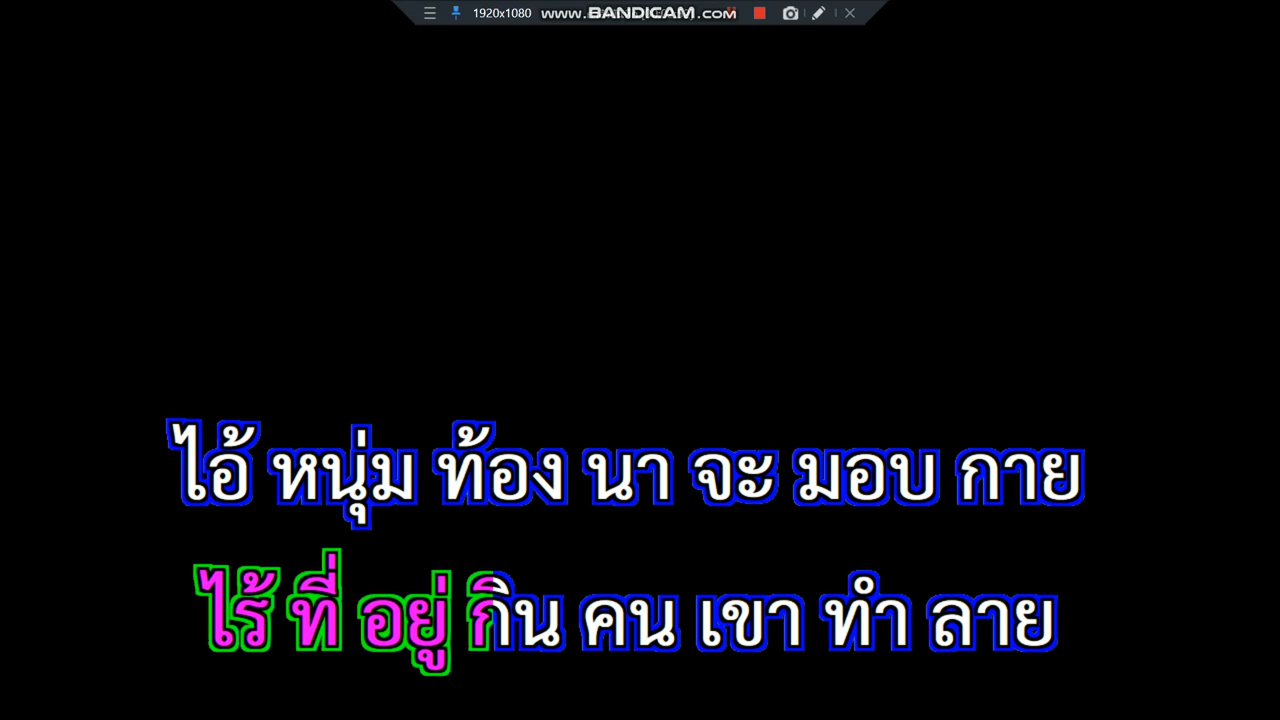 1920x1080 www.BANDICAM.com
ไอ้ หนุ่ม ท้อง นา จะ มอบ กาย
ไร้ ที่ อยู่ กิน คน เขา ทำ ลาย